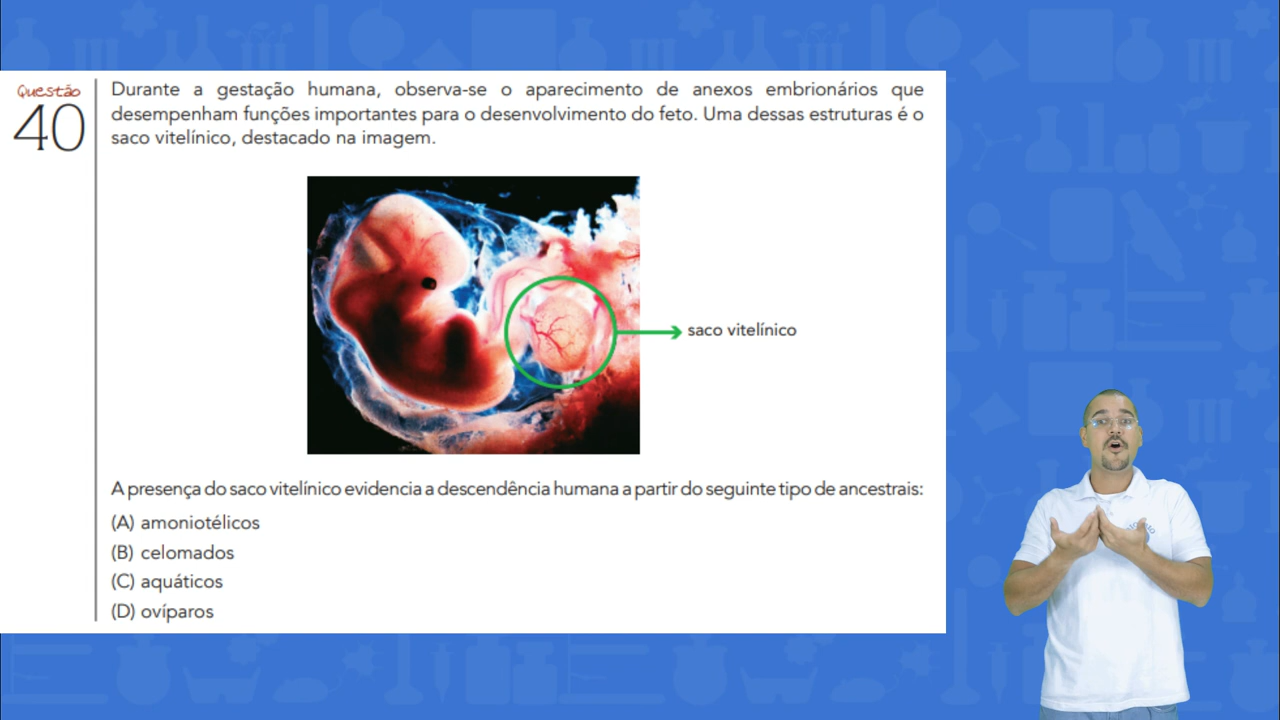 Questão
40
Durante a gestação humana, observa-se o aparecimento de anexos embrionários que
desempenham funções importantes para o desenvolvimento do feto. Uma dessas estruturas é o
saco vitelínico, destacado na imagem.
saco vitelínico
A presença do saco vitelínico evidencia a descendência humana a partir do seguinte tipo de ancestrais:
(A) amoniotélicos
(B) celomados
(C) aquáticos
(D) ovíparos